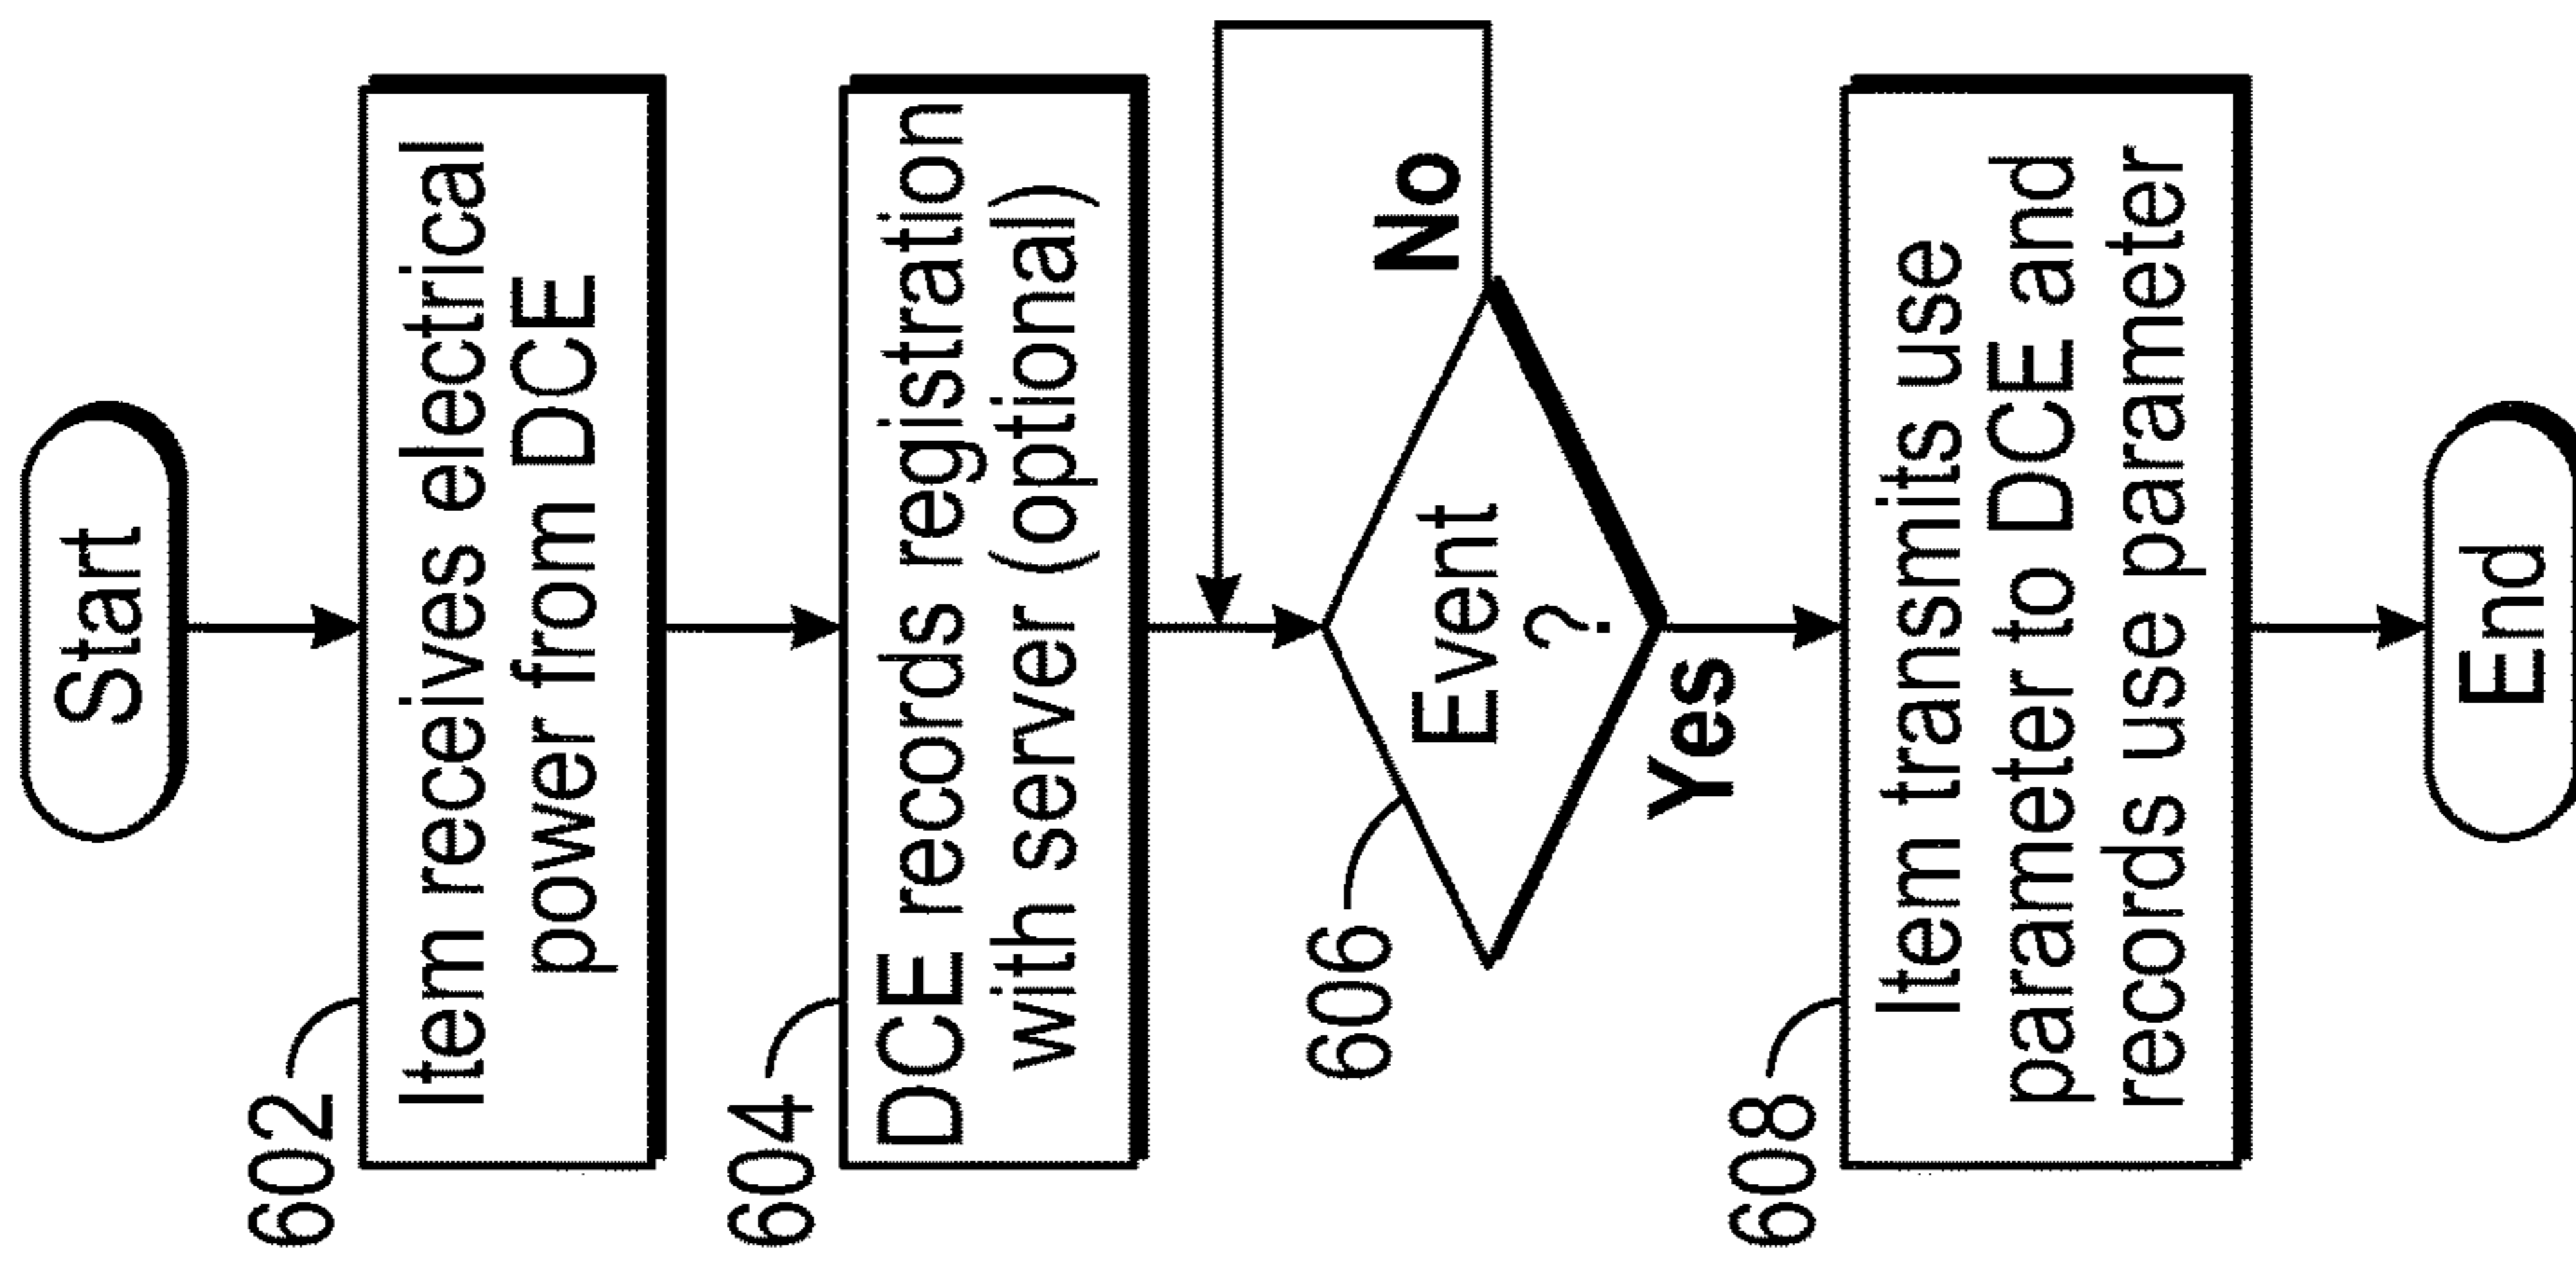 Start
602
Item receives electrical
power from DCE
604
DCE records registration
with server (optional)
606
Event
?
No
Yes
608
Item transmits use
parameter to DCE and
records use parameter
End